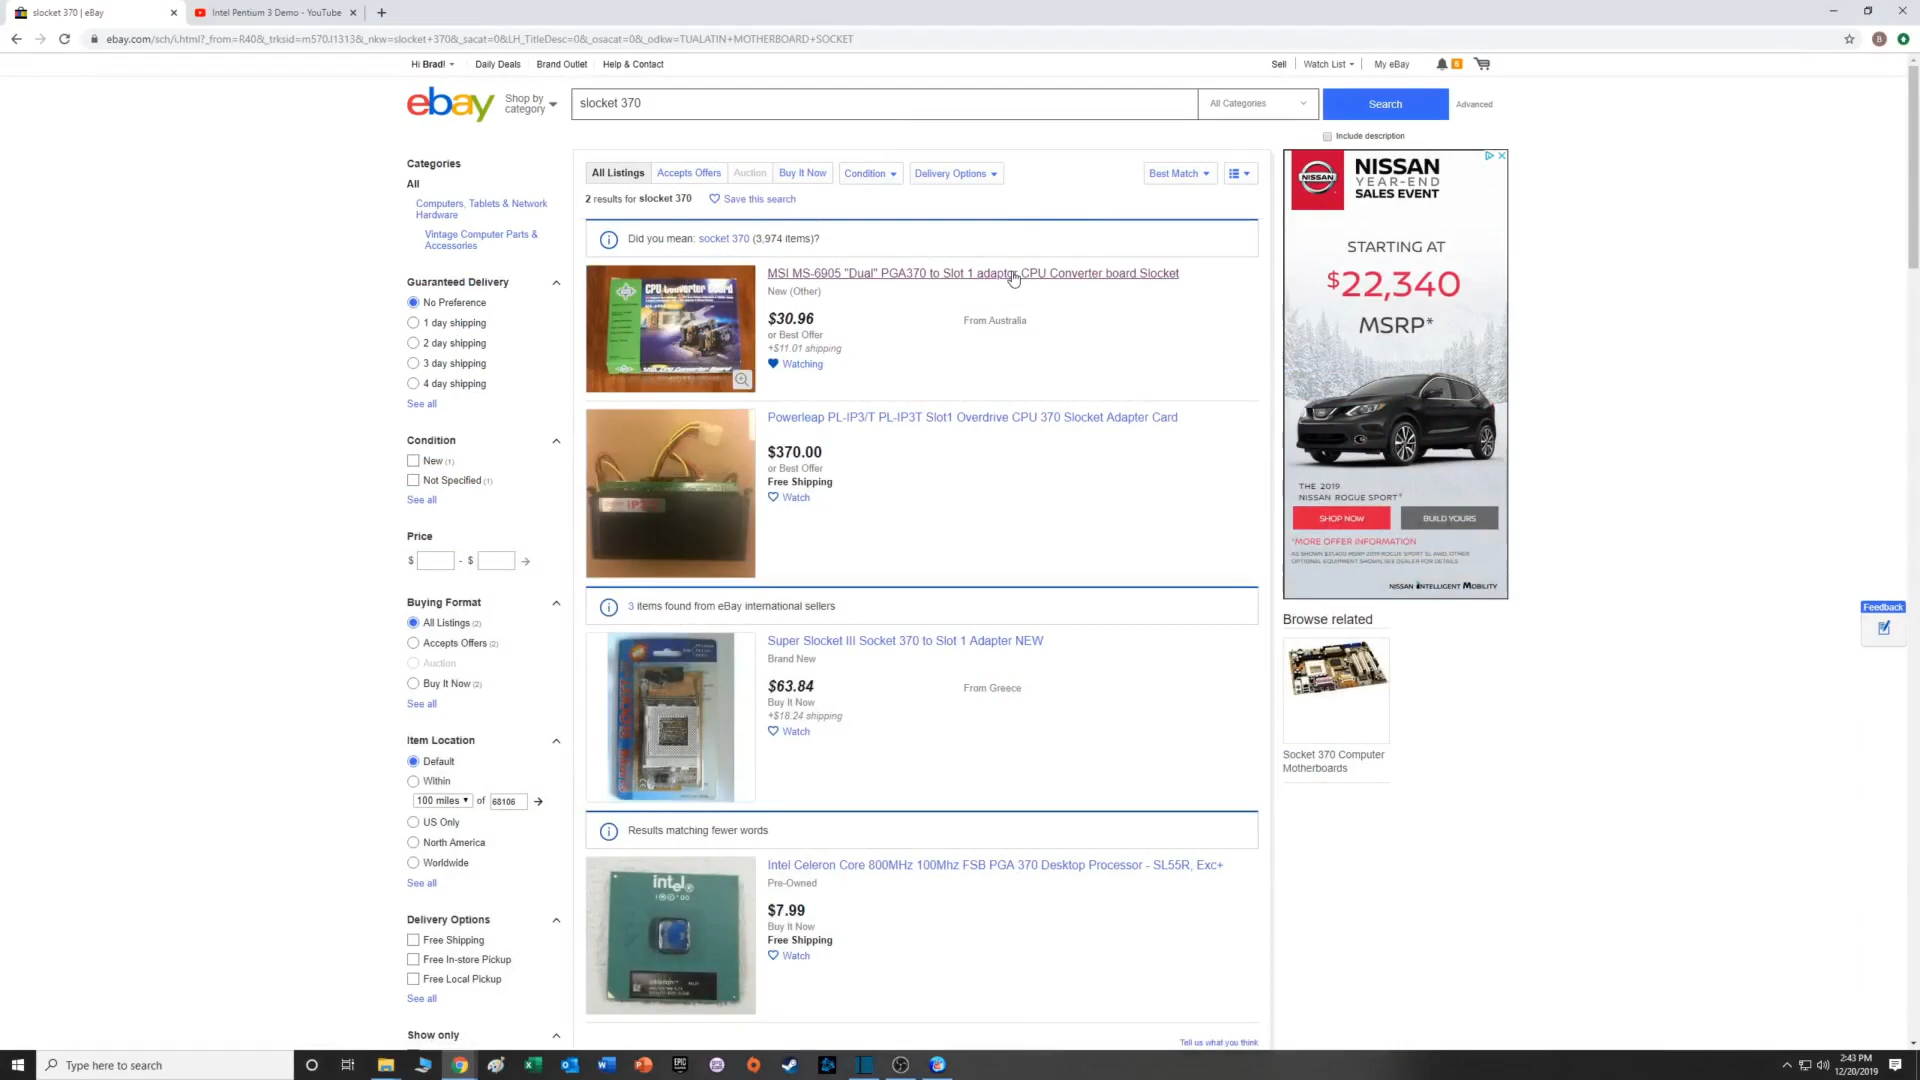 slocket 370 | eBay
Intel Pentium 3 Demo - YouTube
ebay.com/sch/i.html?_from=R40&_trksid=m570.l1313&_nkw=slocket+370&_sacat=0&LH_TitleDesc=0&_osacat=0&_odkw=TUALATIN+MOTHERBOARD+SOCKET
B
Hi Brad!
Daily Deals
Brand Outlet
Help & Contact
Sell
Watch List
My eBay
6
ebay
Shop by
category
slocket 370
All Categories
Search
Advanced
Include description
Categories
All
Computers, Tablets & Network
Hardware
Vintage Computer Parts &
Accessories
Guaranteed Delivery
No Preference
1 day shipping
2 day shipping
3 day shipping
4 day shipping
See all
Condition
New (1)
Not Specified (1)
See all
Price
$ - $
Buying Format
All Listings (2)
Accepts Offers (2)
Auction
Buy It Now (2)
See all
Item Location
Default
Within
100 miles of 68106
US Only
North America
Worldwide
See all
Delivery Options
Free Shipping
Free In-store Pickup
Free Local Pickup
See all
Show only
All Listings
Accepts Offers
Auction
Buy It Now
Condition
Delivery Options
Best Match
2 results for slocket 370
Save this search
Did you mean: socket 370 (3,974 items)?
CPU Converter Board
MSI MS-6905 "Dual" PGA370 to Slot 1 adaptor CPU Converter board Slocket
New (Other)
$30.96
From Australia
or Best Offer
+$11.01 shipping
Watching
Powerleap PL-IP3/T PL-IP3T Slot1 Overdrive CPU 370 Slocket Adapter Card
$370.00
or Best Offer
Free Shipping
Watch
3 items found from eBay international sellers
Super Slocket III Socket 370 to Slot 1 Adapter NEW
Brand New
$63.84
From Greece
Buy It Now
+$18.24 shipping
Watch
Results matching fewer words
intel
Intel Celeron Core 800MHz 100Mhz FSB PGA 370 Desktop Processor - SL55R, Exc+
Pre-Owned
$7.99
Buy It Now
Free Shipping
Watch
Tell us what you think
NISSAN
NISSAN
YEAR-END
SALES EVENT
STARTING AT
$22,340
MSRP*
THE 2019
NISSAN ROGUE SPORT®
SHOP NOW
BUILD YOURS
*MORE OFFER INFORMATION
NISSAN INTELLIGENT MOBILITY
Browse related
Socket 370 Computer
Motherboards
Feedback
Type here to search
2:43 PM
12/20/2019